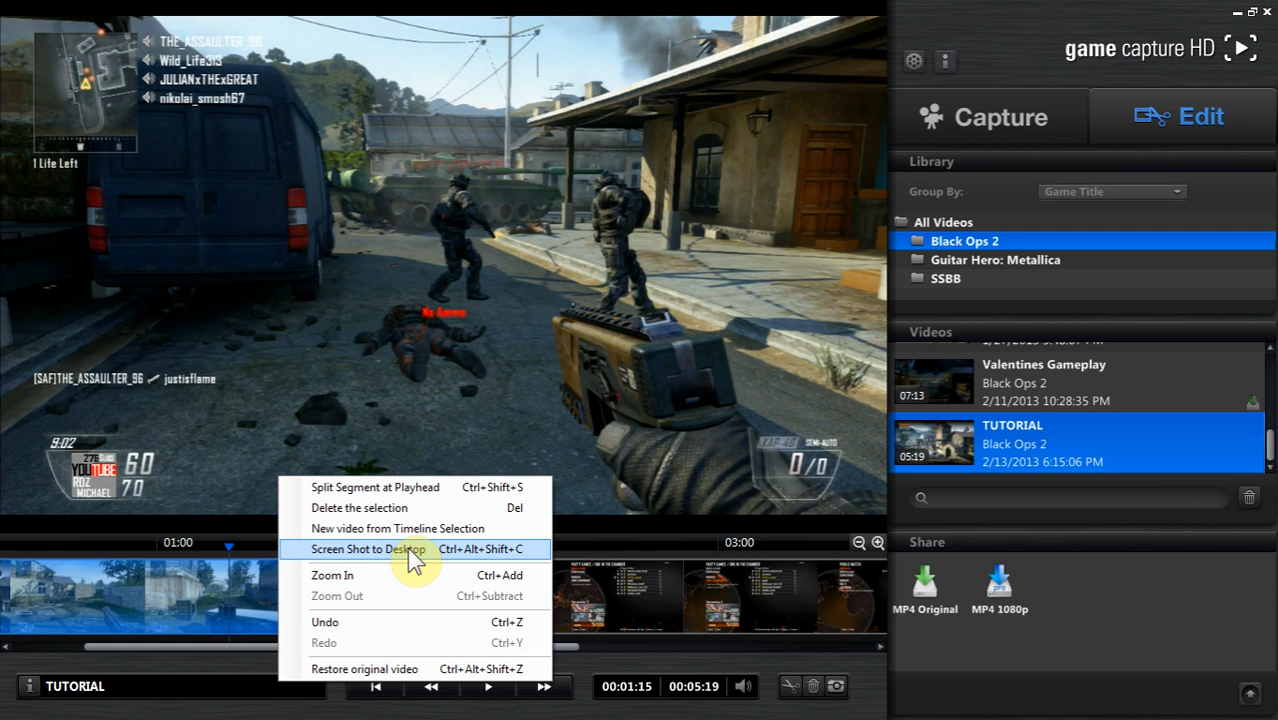 THE_ASSAULTER_96
Wild_Life313
JULIANxTHExGREAT
nikolai_smosh67
W N
1 Life Left
No Ammo
[SAF]THE_ASSAULTER_96 justisflame
9:02
YOUTUBE
RDZ
MICHAEL
60
70
XAP-40 SEMI-AUTO
0/0
Split Segment at Playhead Ctrl+Shift+S
Delete the selection Del
New video from Timeline Selection
Screen Shot to Desktop Ctrl+Alt+Shift+C
Zoom In Ctrl+Add
Zoom Out Ctrl+Subtract
Undo Ctrl+Z
Redo Ctrl+Y
Restore original video Ctrl+Alt+Shift+Z
01:00
03:00
TUTORIAL
00:01:15 00:05:19
game capture HD
Capture
Edit
Library
Group By: Game Title
All Videos
Black Ops 2
Guitar Hero: Metallica
SSBB
Videos
Valentines Gameplay
Black Ops 2
07:13
2/11/2013 10:28:35 PM
TUTORIAL
Black Ops 2
05:19
2/13/2013 6:15:06 PM
Share
pro
MP4 Original MP4 1080p